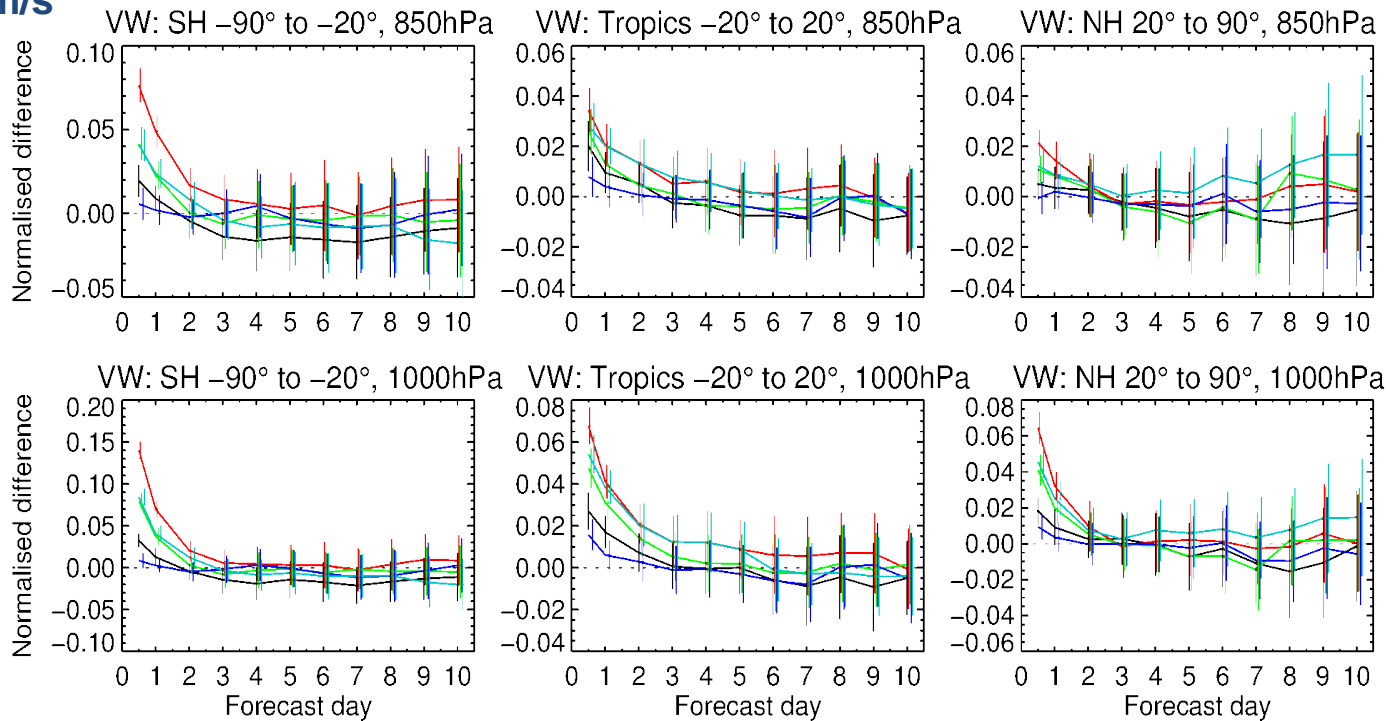 m/s
VW: SH −90° to −20°, 850hPa
VW: Tropics −20° to 20°, 850hPa
VW: NH 20° to 90°, 850hPa
Normalised difference
0.10
0.05
0.00
−0.05
0 1 2 3 4 5 6 7 8 9 10
0.06
0.04
0.02
0.00
−0.02
−0.04
0 1 2 3 4 5 6 7 8 9 10
0.06
0.04
0.02
0.00
−0.02
−0.04
0 1 2 3 4 5 6 7 8 9 10
VW: SH −90° to −20°, 1000hPa
VW: Tropics −20° to 20°, 1000hPa
VW: NH 20° to 90°, 1000hPa
Normalised difference
0.20
0.15
0.10
0.05
0.00
−0.05
−0.10
0 1 2 3 4 5 6 7 8 9 10
Forecast day
0.08
0.06
0.04
0.02
0.00
−0.02
−0.04
0 1 2 3 4 5 6 7 8 9 10
Forecast day
0.08
0.06
0.04
0.02
0.00
−0.02
−0.04
−0.06
0 1 2 3 4 5 6 7 8 9 10
Forecast day